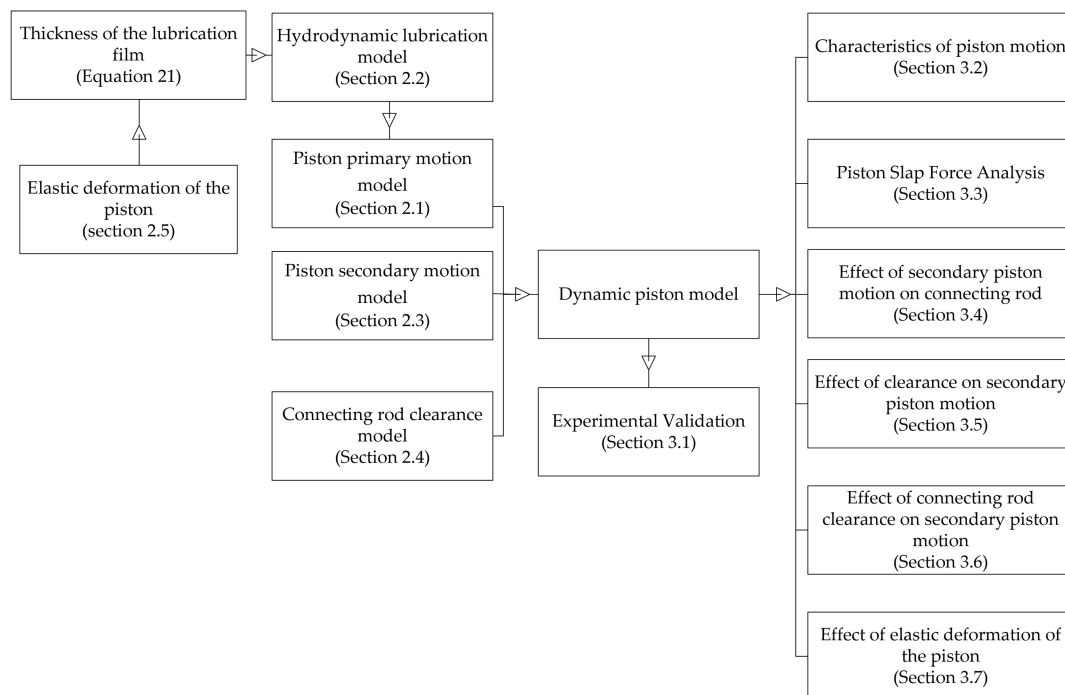 Thickness of the lubrication
film
(Equation 21)
Hydrodynamic lubrication
model
(Section 2.2)
Elastic deformation of the
piston
(section 2.5)
Piston primary motion
model
(Section 2.1)
Piston secondary motion
model
(Section 2.3)
Connecting rod clearance
model
(Section 2.4)
Dynamic piston model
Experimental Validation
(Section 3.1)
Characteristics of piston motion
(Section 3.2)
Piston Slap Force Analysis
(Section 3.3)
Effect of secondary piston
motion on connecting rod
(Section 3.4)
Effect of clearance on secondary
piston motion
(Section 3.5)
Effect of connecting rod
clearance on secondary piston
motion
(Section 3.6)
Effect of elastic deformation of
the piston
(Section 3.7)